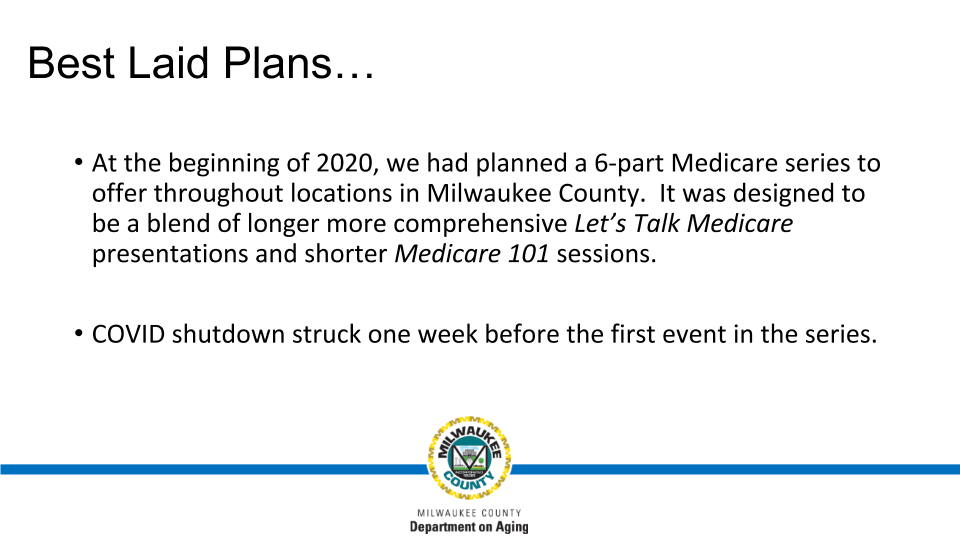 Best Laid Plans…
• At the beginning of 2020, we had planned a 6-part Medicare series to
offer throughout locations in Milwaukee County.  It was designed to
be a blend of longer more comprehensive Let’s Talk Medicare
presentations and shorter Medicare 101 sessions.
• COVID shutdown struck one week before the first event in the series.
MILWAUKEE
COUNTY
MILWAUKEE COUNTY
Department on Aging